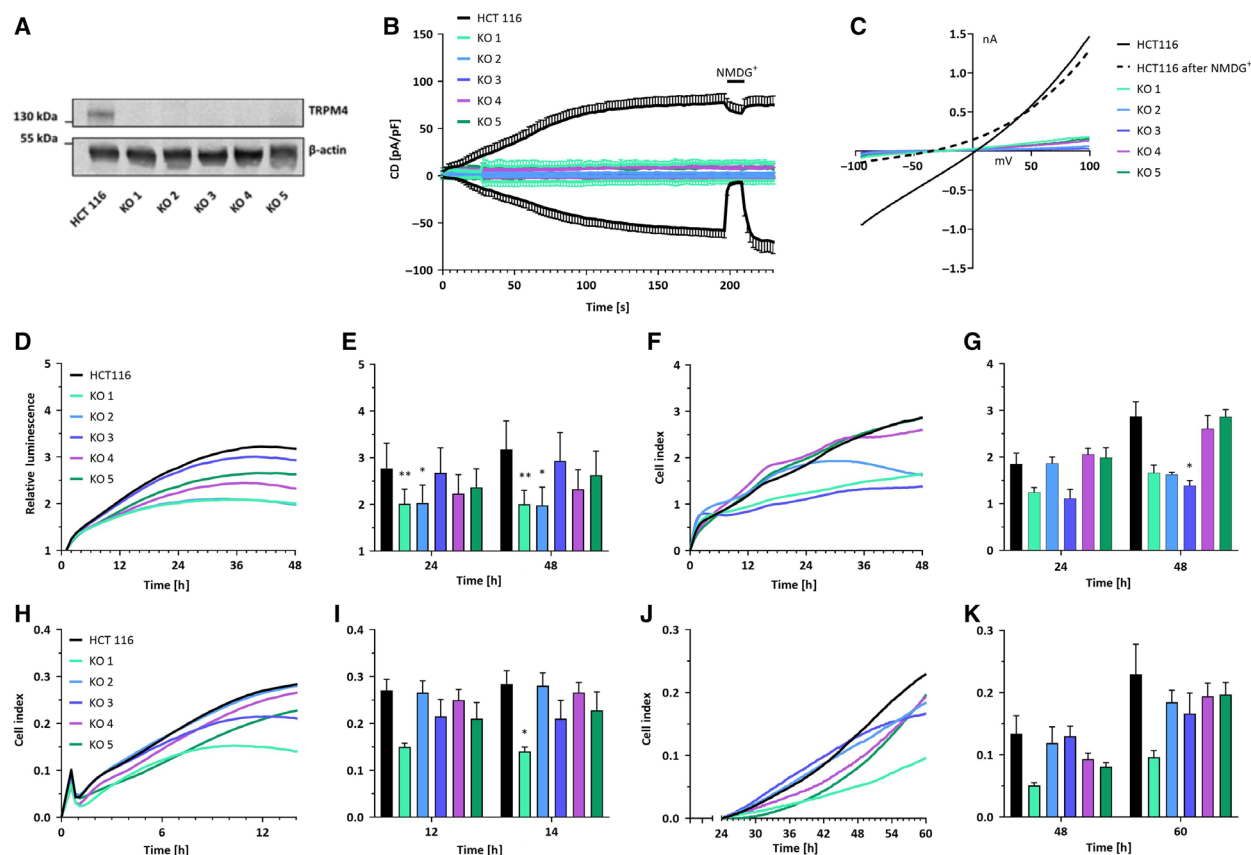 A
130 kDa
TRPM4
55 kDa
β-actin
HCT 116
KO 1
KO 2
KO 3
KO 4
KO 5
B
HCT 116
KO 1
KO 2
KO 3
KO 4
KO 5
NMDG⁺
CD [pA/pF]
150
100
50
0
−50
−100
0 50 100 150 200
Time [s]
C
nA
1.5
1.0
0.5
-0.5
-1.0
-1.5
-100 -50 50 100
mV
HCT116
HCT116 after NMDG⁺
KO 1
KO 2
KO 3
KO 4
KO 5
D
HCT116
KO 1
KO 2
KO 3
KO 4
KO 5
Relative luminescence
5
4
3
2
1
0 12 24 36 48
Time [h]
E
5
4
3
2
1
** *
** *
24 48
Time [h]
F
Cell index
4
3
2
1
0
0 12 24 36 48
Time [h]
G
4
3
2
1
0
*
24 48
Time [h]
H
HCT 116
KO 1
KO 2
KO 3
KO 4
KO 5
Cell index
0.4
0.3
0.2
0.1
0.0
0 6 12
Time [h]
I
0.4
0.3
0.2
0.1
0.0
*
12 14
Time [h]
J
Cell index
0.3
0.2
0.1
0.0
0 24 30 36 42 48 54 60
Time [h]
K
0.3
0.2
0.1
0.0
48 60
Time [h]